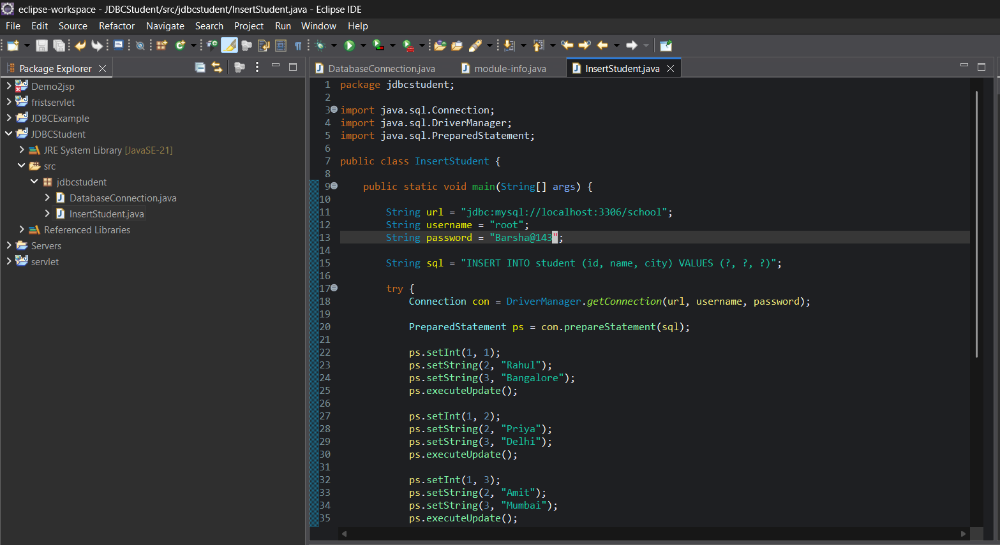 eclipse-workspace - JDBCStudent/src/jdbcstudent/InsertStudent.java - Eclipse IDE
File Edit Source Refactor Navigate Search Project Run Window Help
Package Explorer
Demo2jsp
fristservlet
JDBCExample
JDBCStudent
JRE System Library [JavaSE-21]
src
jdbcstudent
DatabaseConnection.java
InsertStudent.java
Referenced Libraries
Servers
servlet
DatabaseConnection.java module-info.java InsertStudent.java
1 package jdbcstudent;
2
3 import java.sql.Connection;
4 import java.sql.DriverManager;
5 import java.sql.PreparedStatement;
6
7 public class InsertStudent {
8
9 public static void main(String[] args) {
10
11 String url = "jdbc:mysql://localhost:3306/school";
12 String username = "root";
13 String password = "Barsha@143";
14
15 String sql = "INSERT INTO student (id, name, city) VALUES (?, ?, ?)";
16
17 try {
18 Connection con = DriverManager.getConnection(url, username, password);
19
20 PreparedStatement ps = con.prepareStatement(sql);
21
22 ps.setInt(1, 1);
23 ps.setString(2, "Rahul");
24 ps.setString(3, "Bangalore");
25 ps.executeUpdate();
26
27 ps.setInt(1, 2);
28 ps.setString(2, "Priya");
29 ps.setString(3, "Delhi");
30 ps.executeUpdate();
31
32 ps.setInt(1, 3);
33 ps.setString(2, "Amit");
34 ps.setString(3, "Mumbai");
35 ps.executeUpdate();